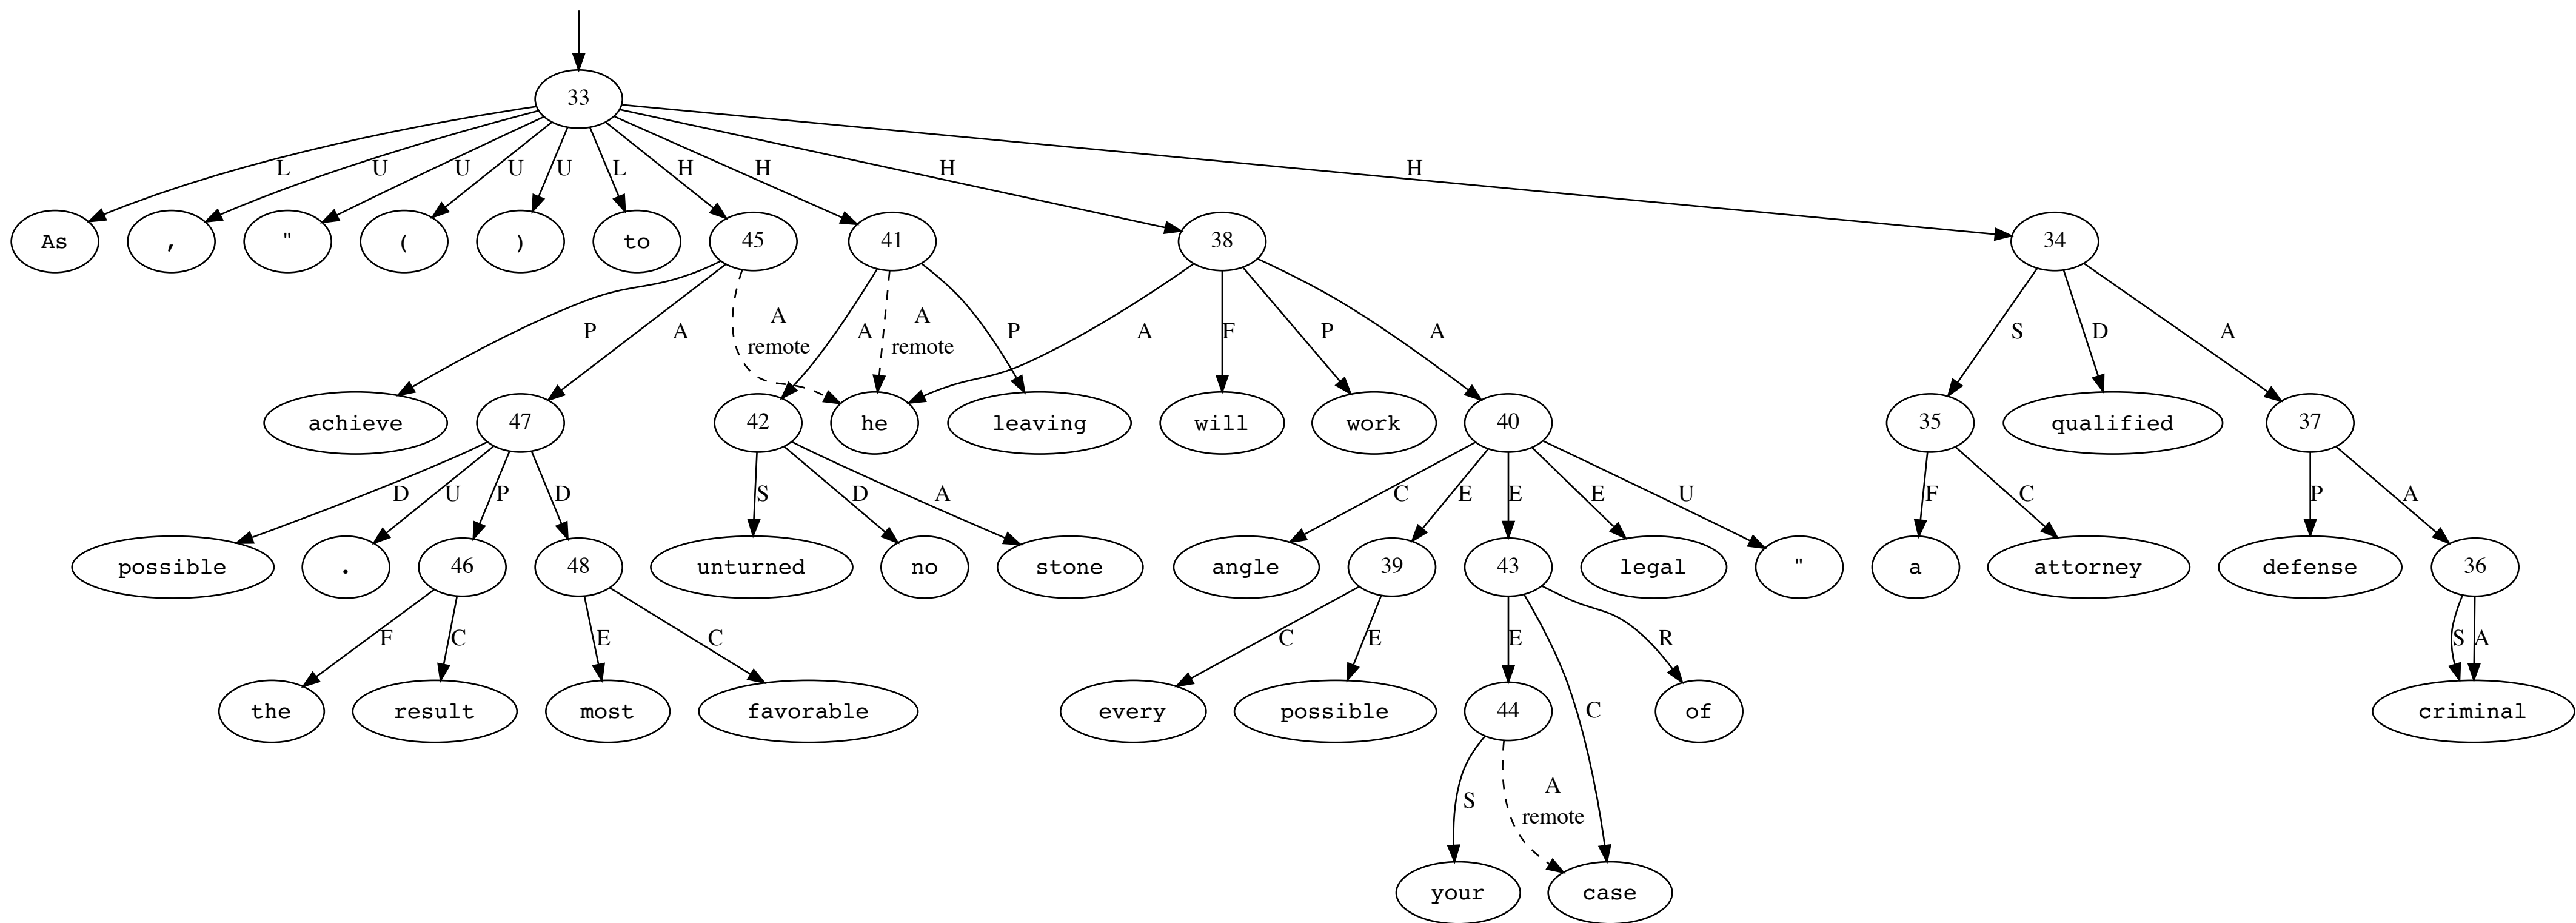 33
L U U U U L H H H H
As , " ( ) to 45 41 38 34
P A A remote A A remote P A F P A S D A
achieve 47 42 he leaving will work 40 35 qualified 37
D U P D S D A C E E E U F C P A
possible . 46 48 unturned no stone angle 39 43 legal " a attorney defense 36
F C E C C E E C R S A
the result most favorable every possible 44 of criminal
S A remote
your case